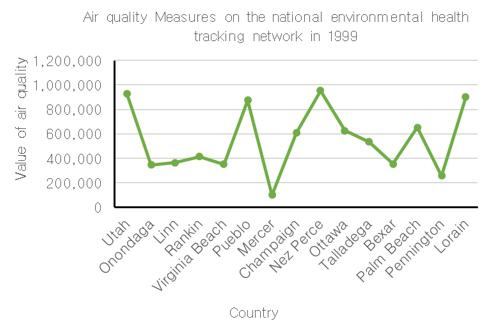 Air quality Measures on the national environmental health
tracking network in 1999
Value of air quality
1,200,000
1,000,000
800,000
600,000
400,000
200,000
0
Utah
Onondaga
Linn
Rankin
Virginia Beach
Pueblo
Mercer
Champaign
Nez Perce
Ottawa
Talladega
Bexar
Palm Beach
Pennington
Lorain
Country